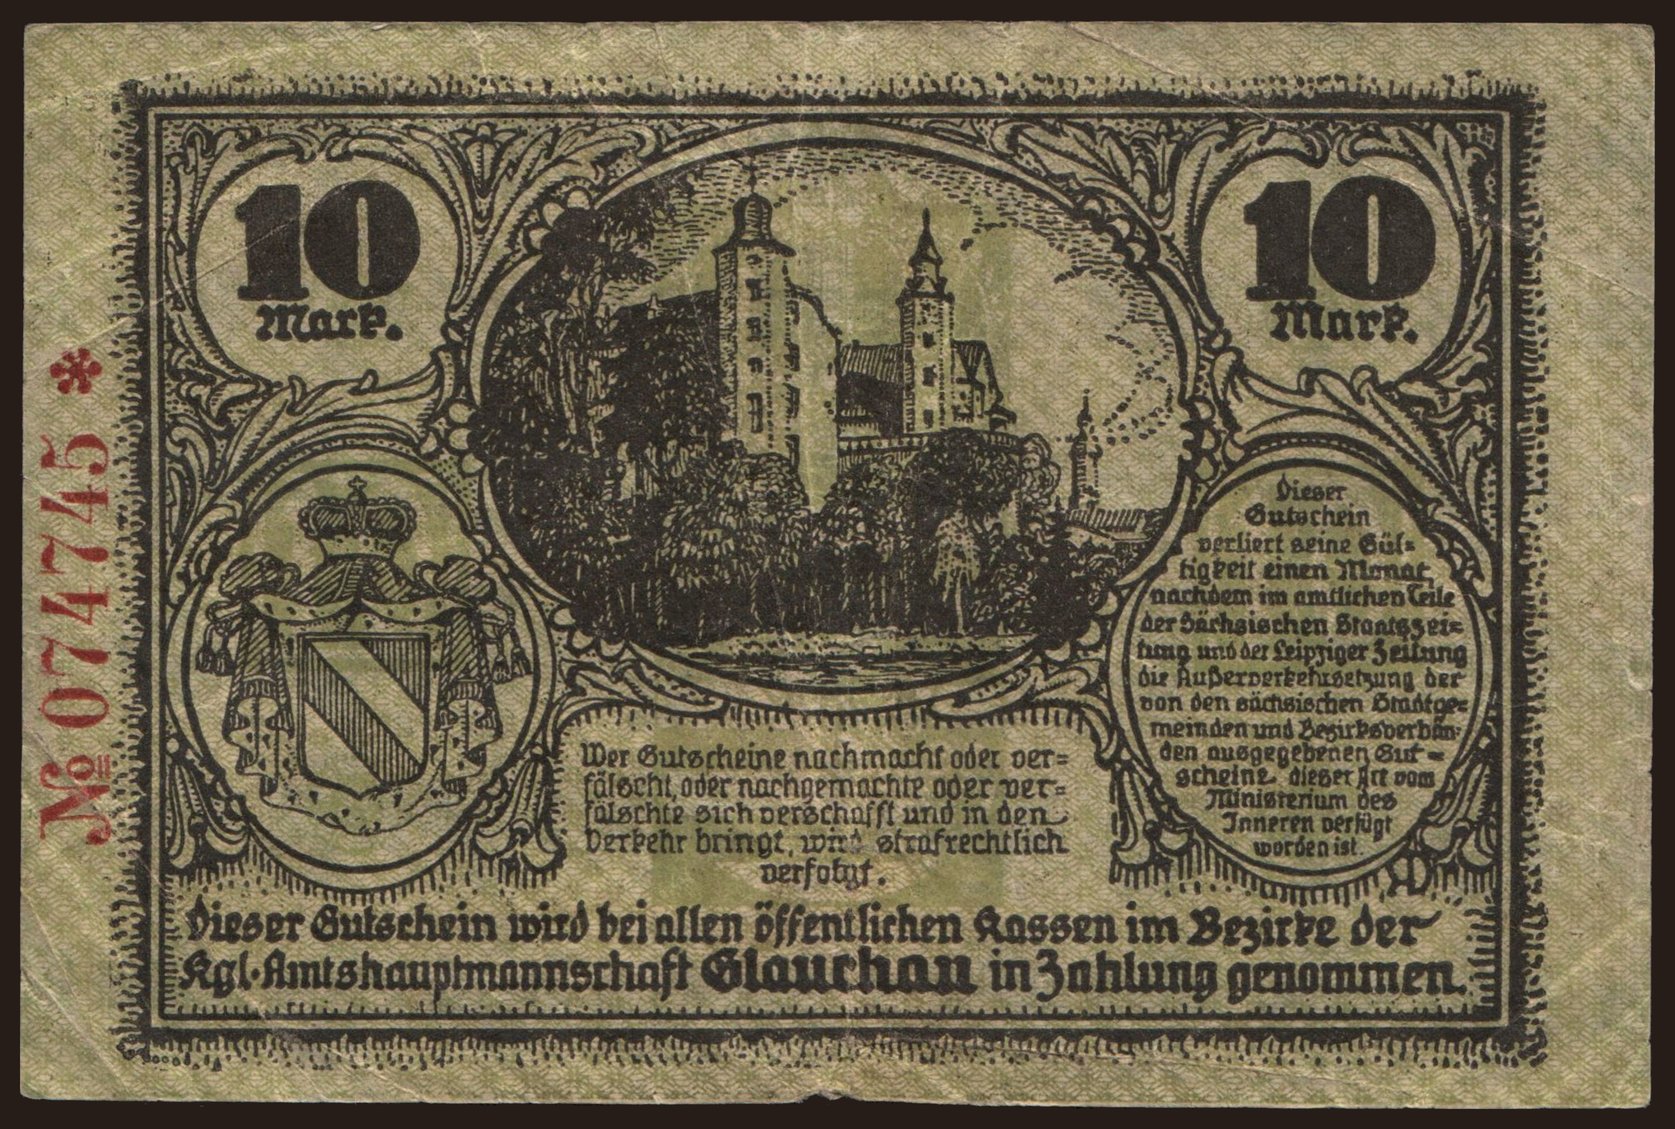 10
Mark.
10
Mark.
№ 074745 *
Dieser
Gutschein
verliert seine Gül=
tigkeit einen Monat,
nachdem im amtlichen Teile
der Sächsischen Staatszei=
tung und der Leipziger Zeitung
die Außerverkehrsetzung der
von den sächsischen Stadtge=
meinden und Bezirksverbän=
den ausgegebenen Gut=
scheine dieser Art vom
Ministerium des
Inneren verfügt
worden ist.
Wer Gutscheine nachmacht oder ver=
fälscht, oder nachgemachte oder ver=
fälschte sich verschafft und in den
Verkehr bringt, wird strafrechtlich
verfolgt.
Dieser Gutschein wird bei allen öffentlichen Kassen im Bezirke der
Kgl. Amtshauptmannschaft Glauchau in Zahlung genommen.